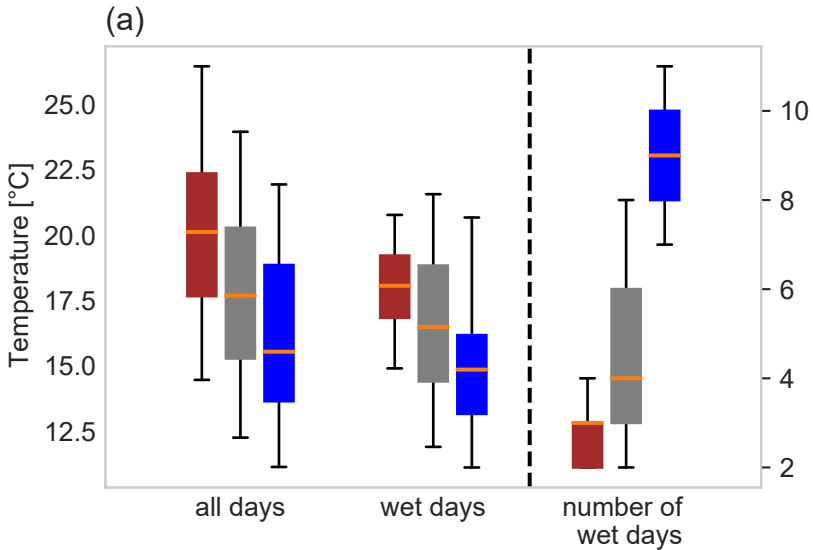 (a)
Temperature [°C]
25.0
22.5
20.0
17.5
15.0
12.5
10
8
6
4
2
all days
wet days
number of
wet days